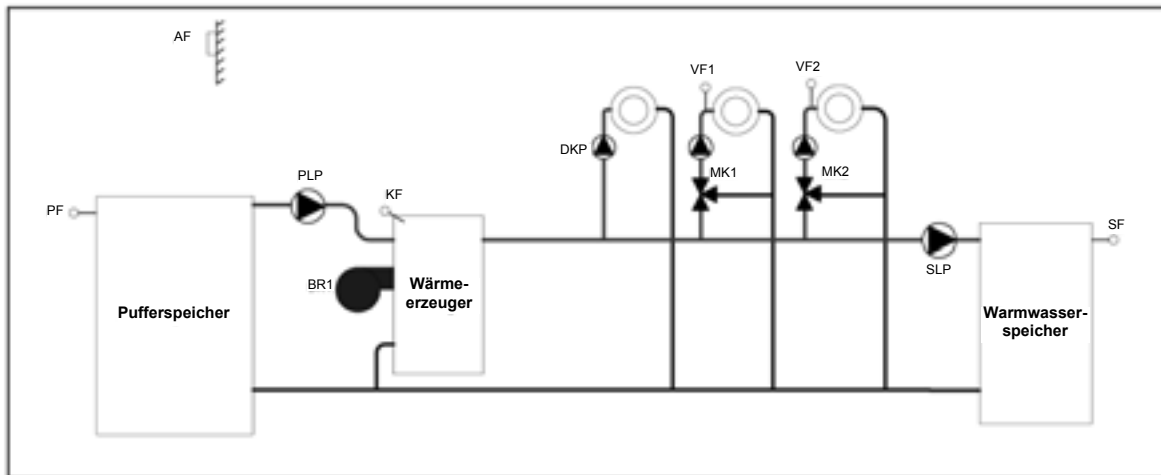 AF
VF1
VF2
DKP
MK1
MK2
PLP
KF
PF
SF
SLP
BR1
Wärme-
erzeuger
Pufferspeicher
Warmwasser-
speicher